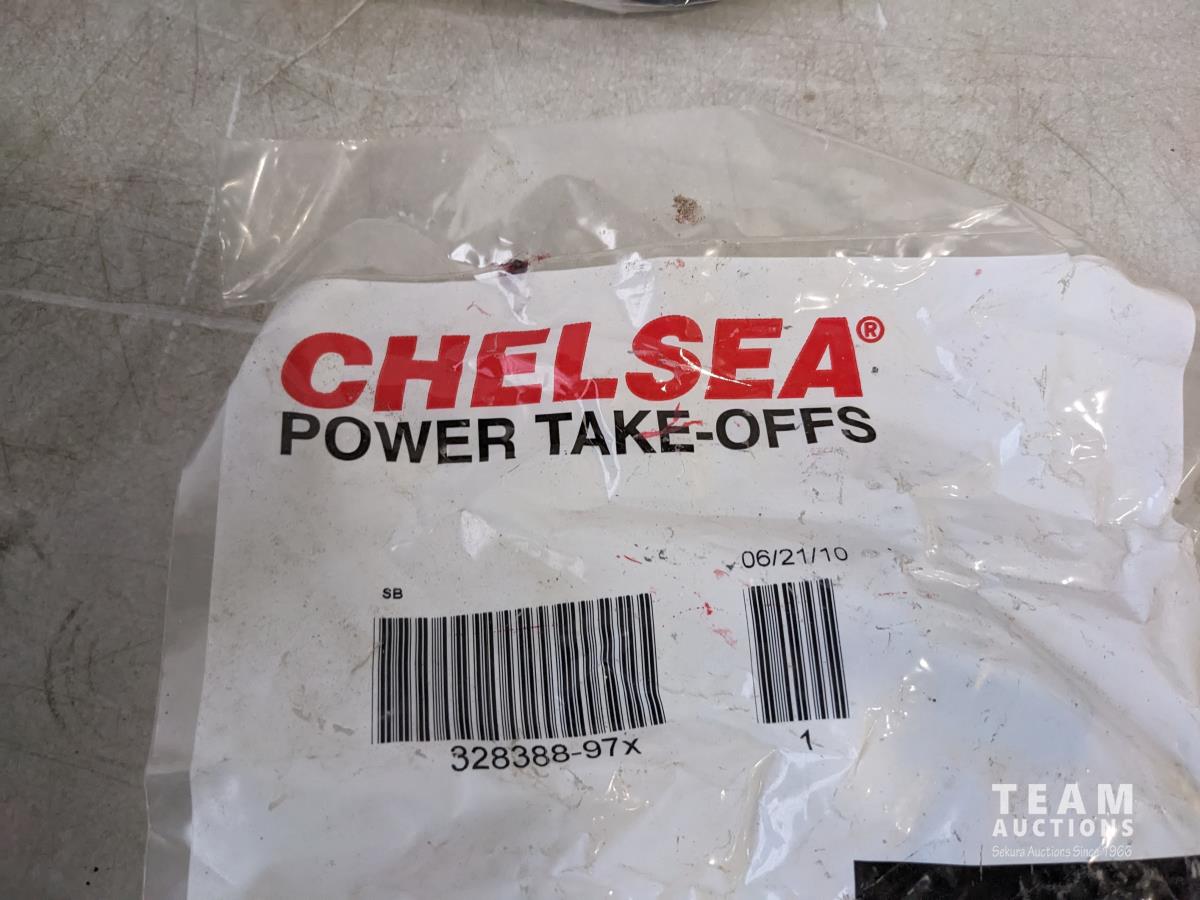 CHELSEA®
POWER TAKE-OFFS
06/21/10
SB
328388-97x
1
TEAM
AUCTIONS
Sekura Auctions Since 1966